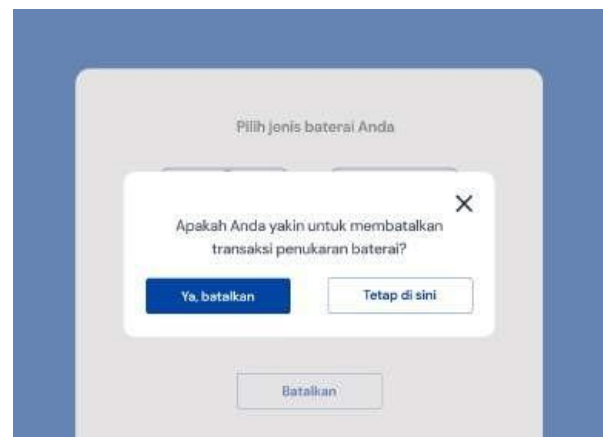 Pilih jenis baterai Anda
Apakah Anda yakin untuk membatalkan
transaksi penukaran baterai?
Ya, batalkan
Tetap di sini
Batalkan